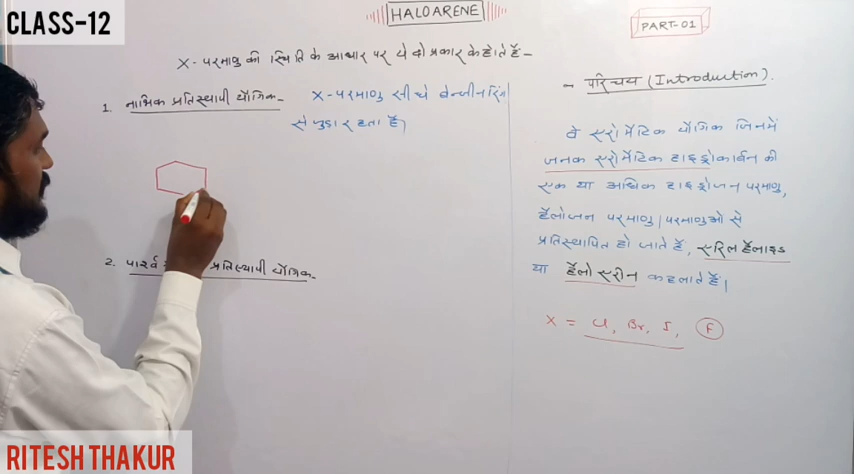 CLASS-12
HALOARENE
PART-01
X - परमाणु की स्थिति के आधार पर ये दो प्रकार के होते हैं -
1. नाभिक प्रतिस्थापी यौगिक - X - परमाणु सीधे बेन्जीन रिंग
से जुड़ा रहता है।
2. पार्श्व प्रतिस्थापी यौगिक -
- परिचय (Introduction).
वे एरोमैटिक यौगिक जिनमें
जनक एरोमैटिक हाइड्रोकार्बन की
एक या अधिक हाइड्रोजन परमाणु,
हैलोजन परमाणु/परमाणुओ से
प्रतिस्थापित हो जाते हैं, एरिल हैलाइड
या हैलो एरीन कहलाते हैं।
X = Cl, Br, I, F
RITESH THAKUR